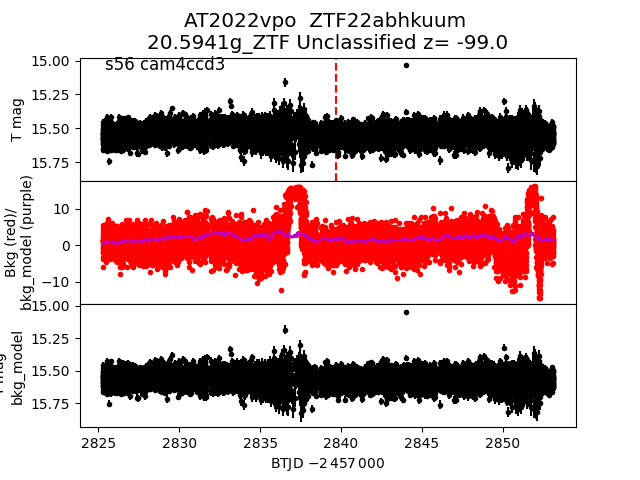 AT2022vpo  ZTF22abhkuum
20.5941g_ZTF Unclassified z= -99.0
s56 cam4ccd3
T mag
15.00
15.25
15.50
15.75
Bkg (red)/
bkg_model (purple)
10
0
−10
bkg_model
15.00
15.25
15.50
15.75
2825 2830 2835 2840 2845 2850
BTJD −2 457 000